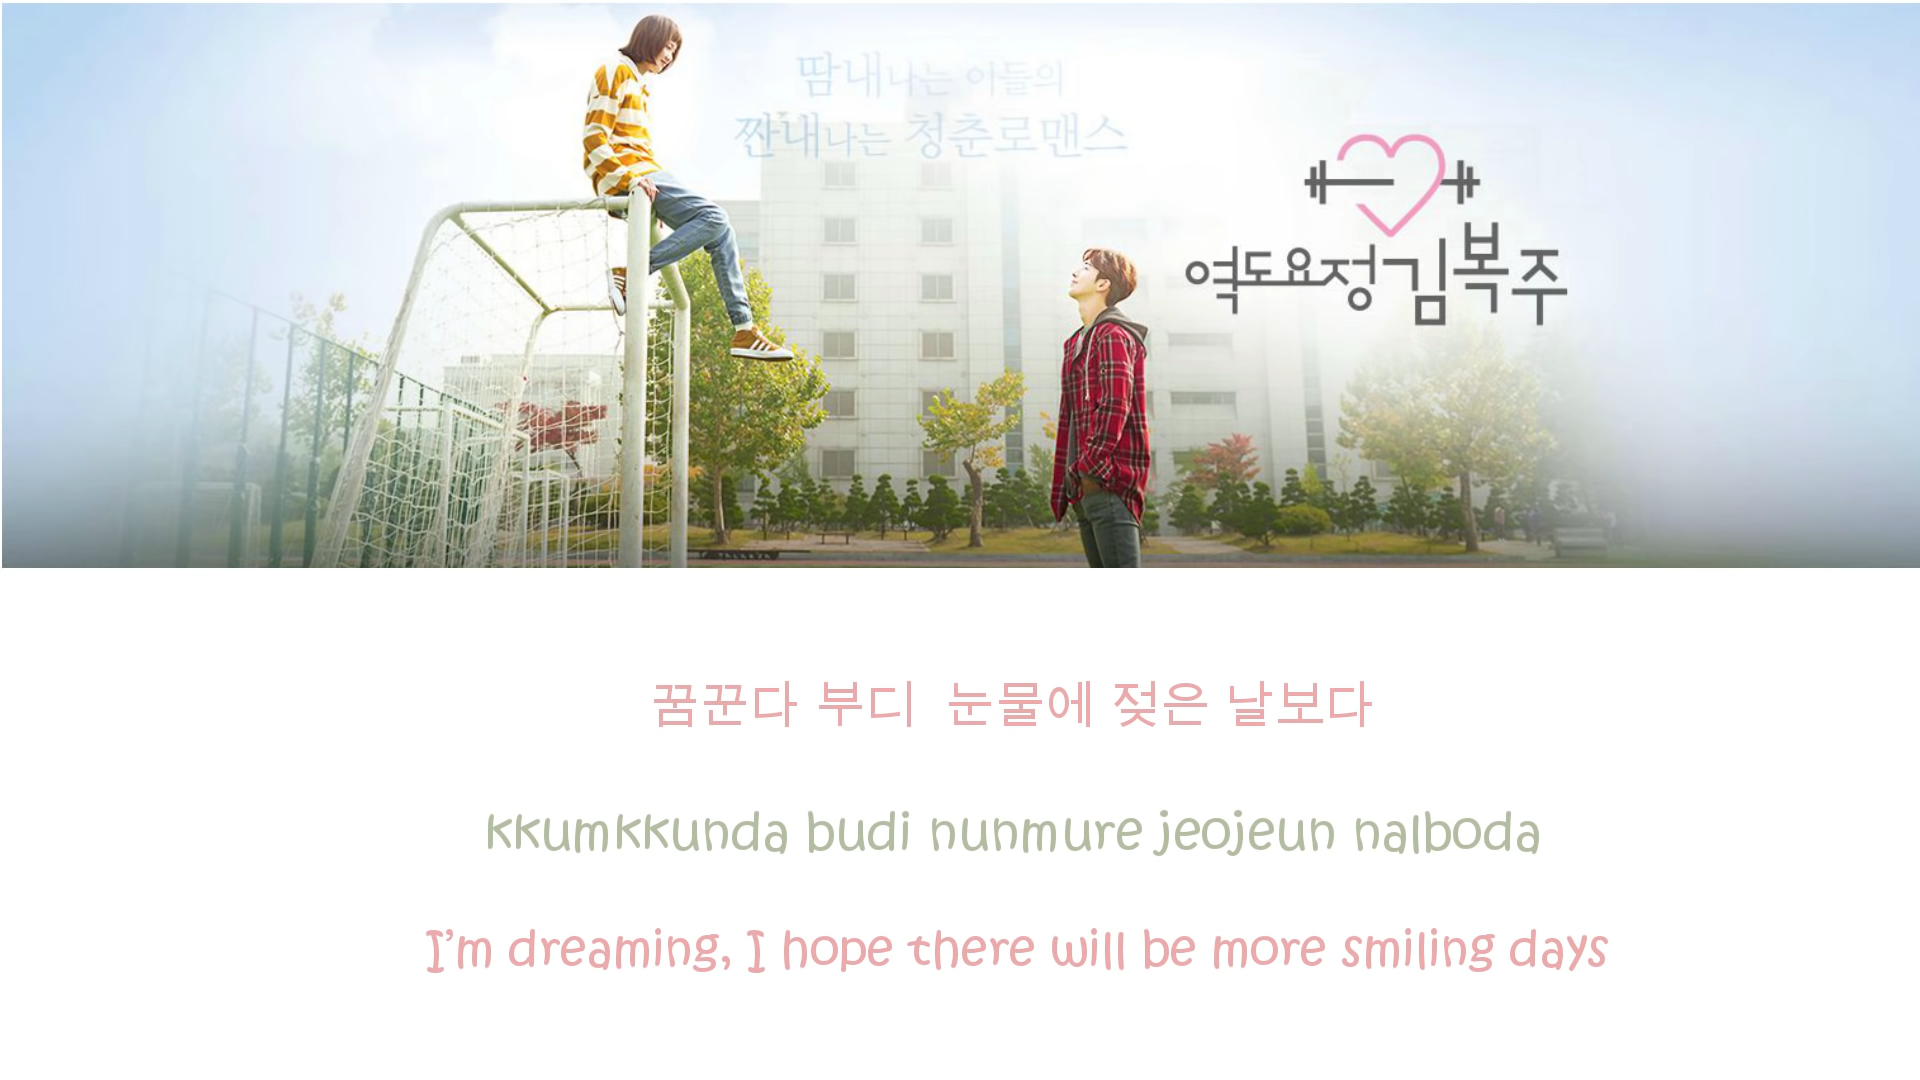 땀내나는 아이들의
짠내나는 청춘로맨스
역도요정김복주
꿈꾼다 부디 눈물에 젖은 날보다
kkumkkunda budi nunmure jeojeun nalboda
I'm dreaming, I hope there will be more smiling days